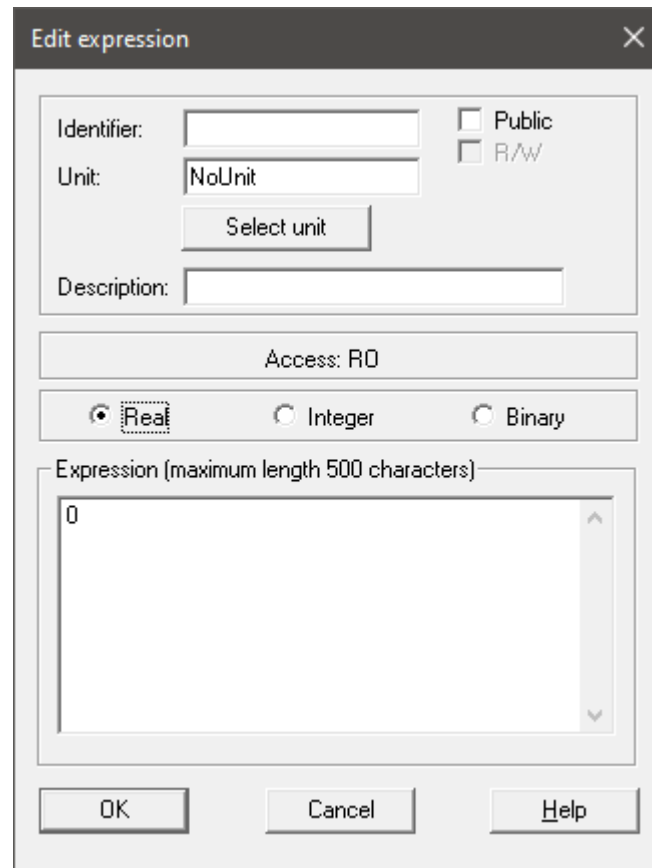 Edit expression
Identifier:
Public
R/W
Unit:
NoUnit
Select unit
Description:
Access: RO
Real
Integer
Binary
Expression (maximum length 500 characters)
0
OK
Cancel
Help